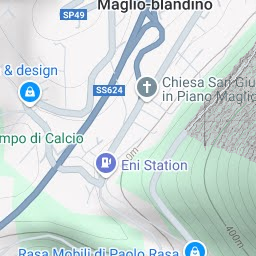 Maglio-blandino
SP49
& design
SS624
Chiesa San Giu
in Piano Maglio
mpo di Calcio
Eni Station
400m
Rasa Mobili di Paolo Rasa